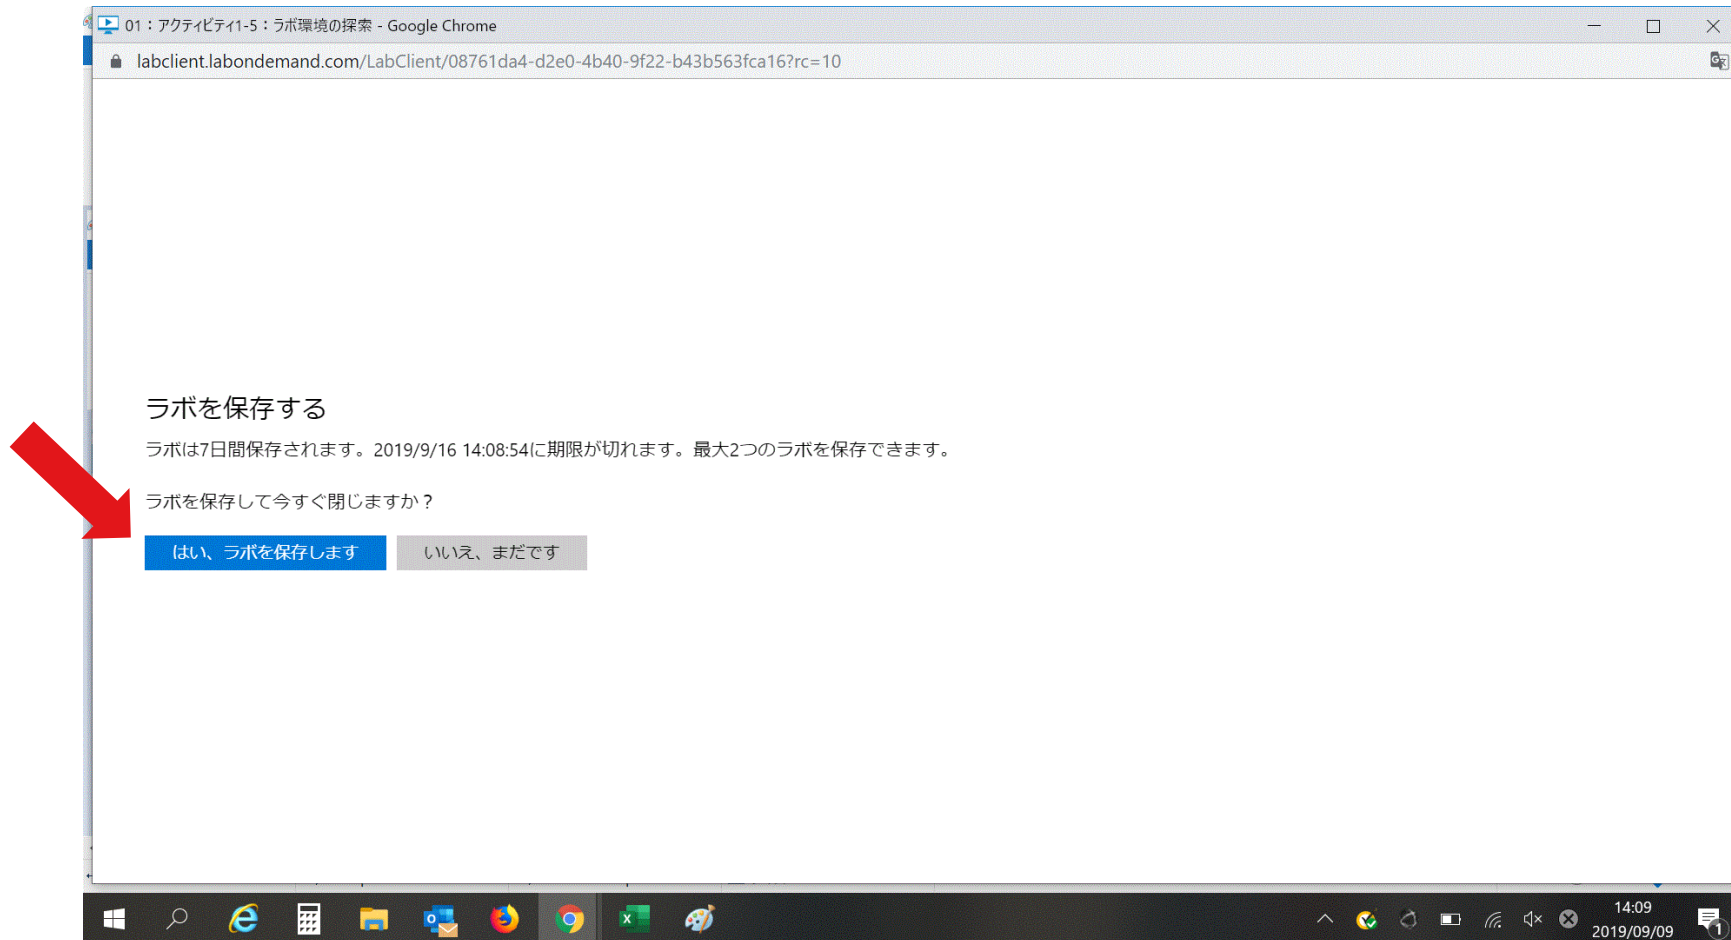 01：アクティビティ1-5：ラボ環境の探索 - Google Chrome
labclient.labondemand.com/LabClient/08761da4-d2e0-4b40-9f22-b43b563fca16?rc=10
ラボを保存する
ラボは7日間保存されます。2019/9/16 14:08:54に期限が切れます。最大2つのラボを保存できます。
ラボを保存して今すぐ閉じますか？
はい、ラボを保存します いいえ、まだです
14:09
2019/09/09
1